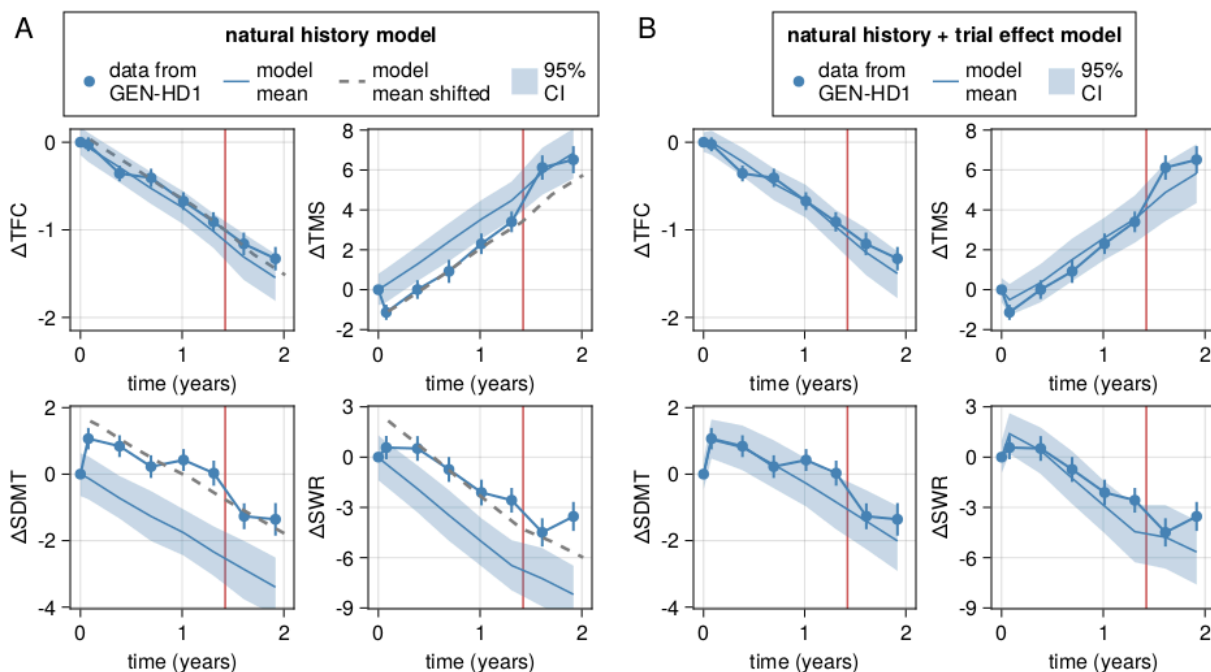 A
natural history model
data from
GEN-HD1
model
mean
model
mean shifted
95%
CI
0
-1
-2
ΔTFC
0
1
2
time (years)
8
6
4
2
0
-2
ΔTMS
0
1
2
time (years)
2
0
-2
-4
ΔSDMT
0
1
2
time (years)
3
0
-3
-6
-9
ΔSWR
0
1
2
time (years)
B
natural history + trial effect model
data from
GEN-HD1
model
mean
95%
CI
0
-1
-2
ΔTFC
0
1
2
time (years)
8
6
4
2
0
-2
ΔTMS
0
1
2
time (years)
2
0
-2
-4
ΔSDMT
0
1
2
time (years)
3
0
-3
-6
-9
ΔSWR
0
1
2
time (years)